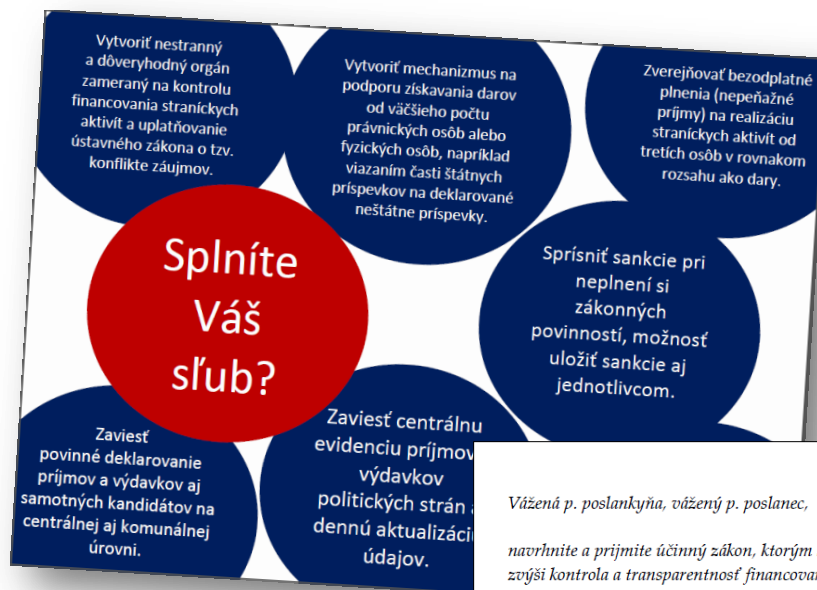 Vytvoriť nestranný
a dôveryhodný orgán
zameraný na kontrolu
financovania straníckych
aktivít a uplatňovanie
ústavného zákona o tzv.
konflikte záujmov.
Vytvoriť mechanizmus na
podporu získavania darov
od väčšieho počtu
právnických osôb alebo
fyzických osôb, napríklad
viazaním časti štátnych
príspevkov na deklarované
neštátne príspevky.
Zverejňovať bezodplatné
plnenia (nepeňažné
príjmy) na realizáciu
straníckych aktivít od
tretích osôb v rovnakom
rozsahu ako dary.
Splníte
Váš
sľub?
Sprísniť sankcie pri
neplnení si
zákonných
povinností, možnosť
uložiť sankcie aj
jednotlivcom.
Zaviesť
povinné deklarovanie
príjmov a výdavkov aj
samotných kandidátov na
centrálnej aj komunálnej
úrovni.
Zaviesť centrálnu
evidenciu príjmov
výdavkov
politických strán
dennú aktualizáci
údajov.
Vážená p. poslankyňa, vážený p. poslanec,
navrhnite a prijmite účinný zákon, ktorým
zvýši kontrola a transparentnosť financova